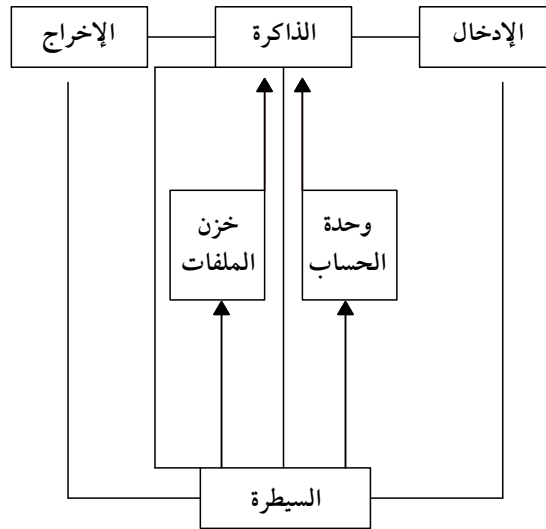 الإدخال
الذاكرة
الإخراج
وحدة
الحساب
خزن
الملفات
السيطرة